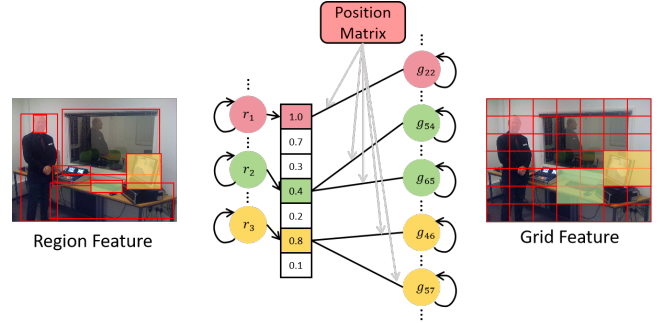 Position
Matrix
r₁
r₂
r₃
1.0
0.7
0.3
0.4
0.2
0.8
0.1
g₂₂
g₅₄
g₆₅
g₄₆
g₅₇
Region Feature
Grid Feature